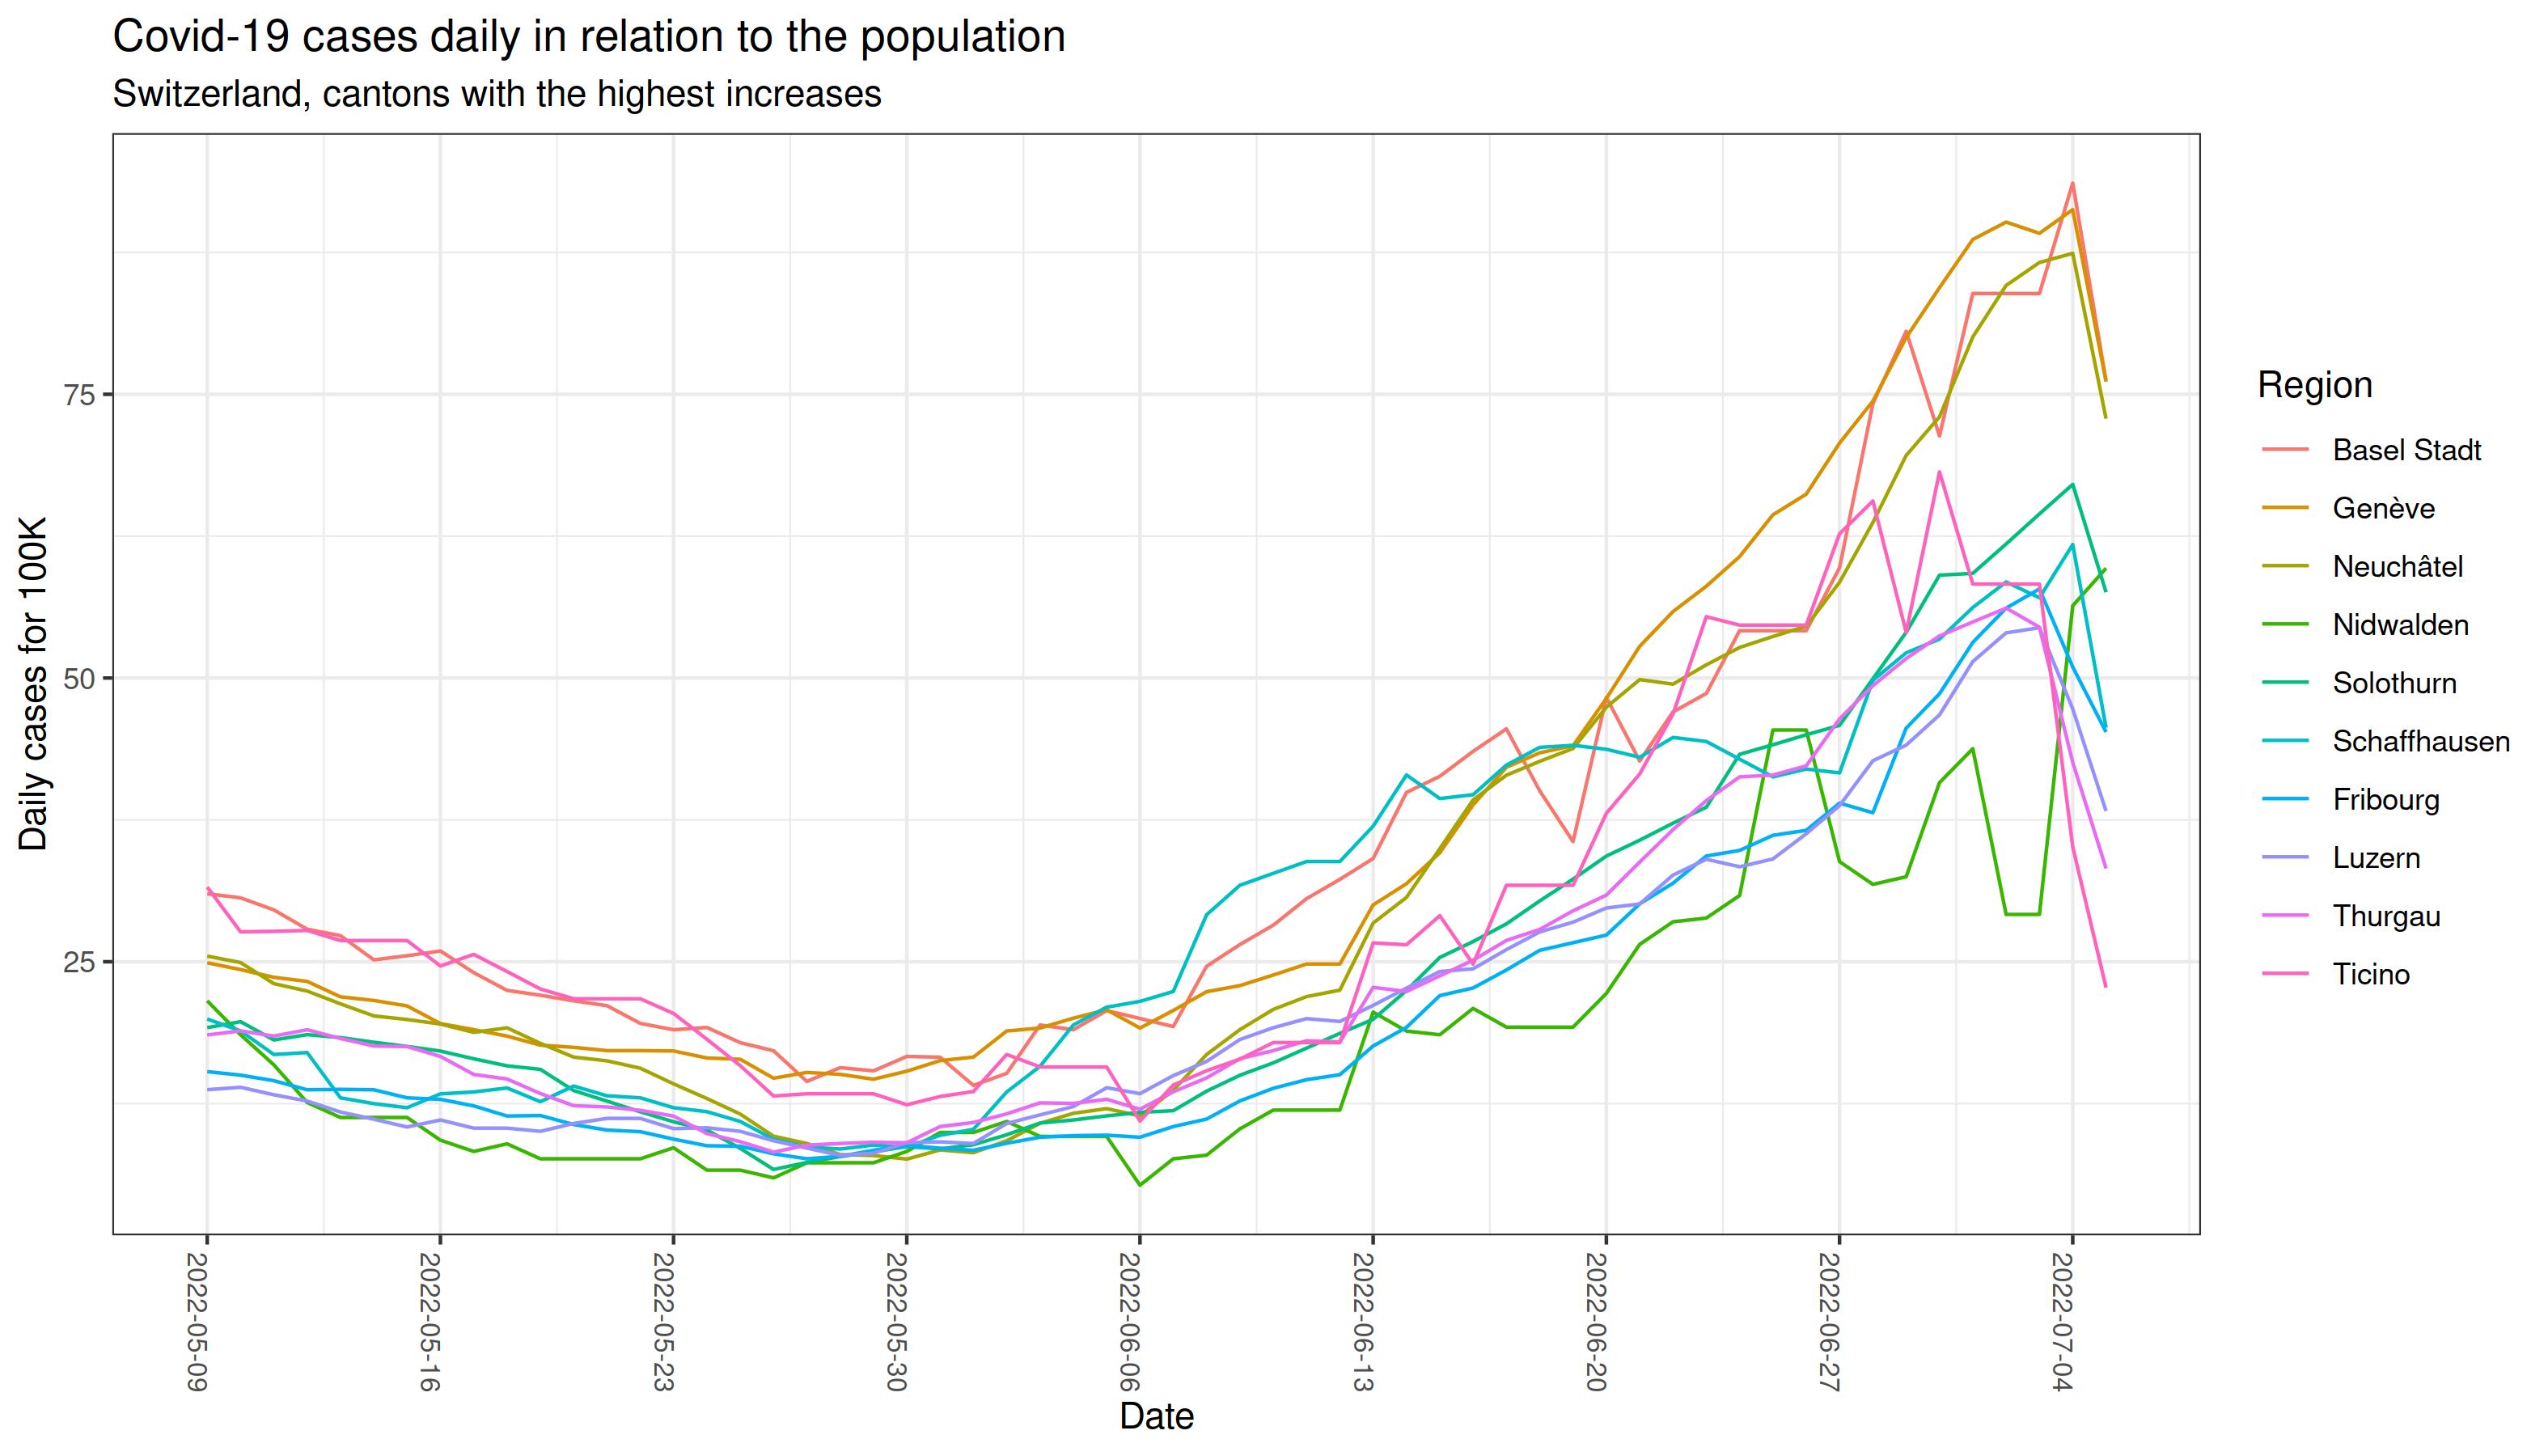 Covid-19 cases daily in relation to the population
Switzerland, cantons with the highest increases
Daily cases for 100K
75
50
25
2022-05-09
2022-05-16
2022-05-23
2022-05-30
2022-06-06
2022-06-13
2022-06-20
2022-06-27
2022-07-04
Date
Region
Basel Stadt
Genève
Neuchâtel
Nidwalden
Solothurn
Schaffhausen
Fribourg
Luzern
Thurgau
Ticino